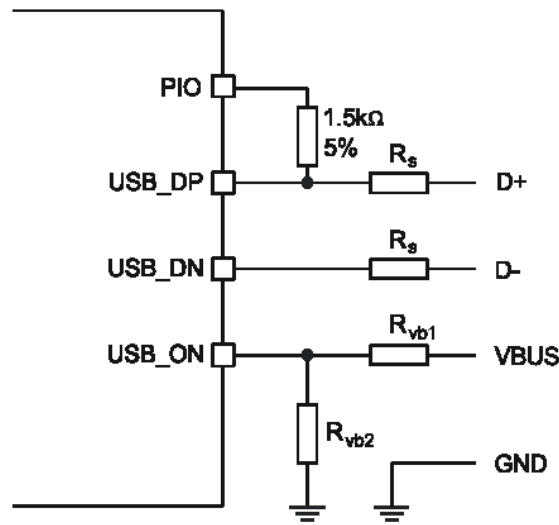 PIO
1.5kΩ
5%
USB_DP
Rs
D+
USB_DN
Rs
D-
USB_ON
Rvb1
VBUS
Rvb2
GND